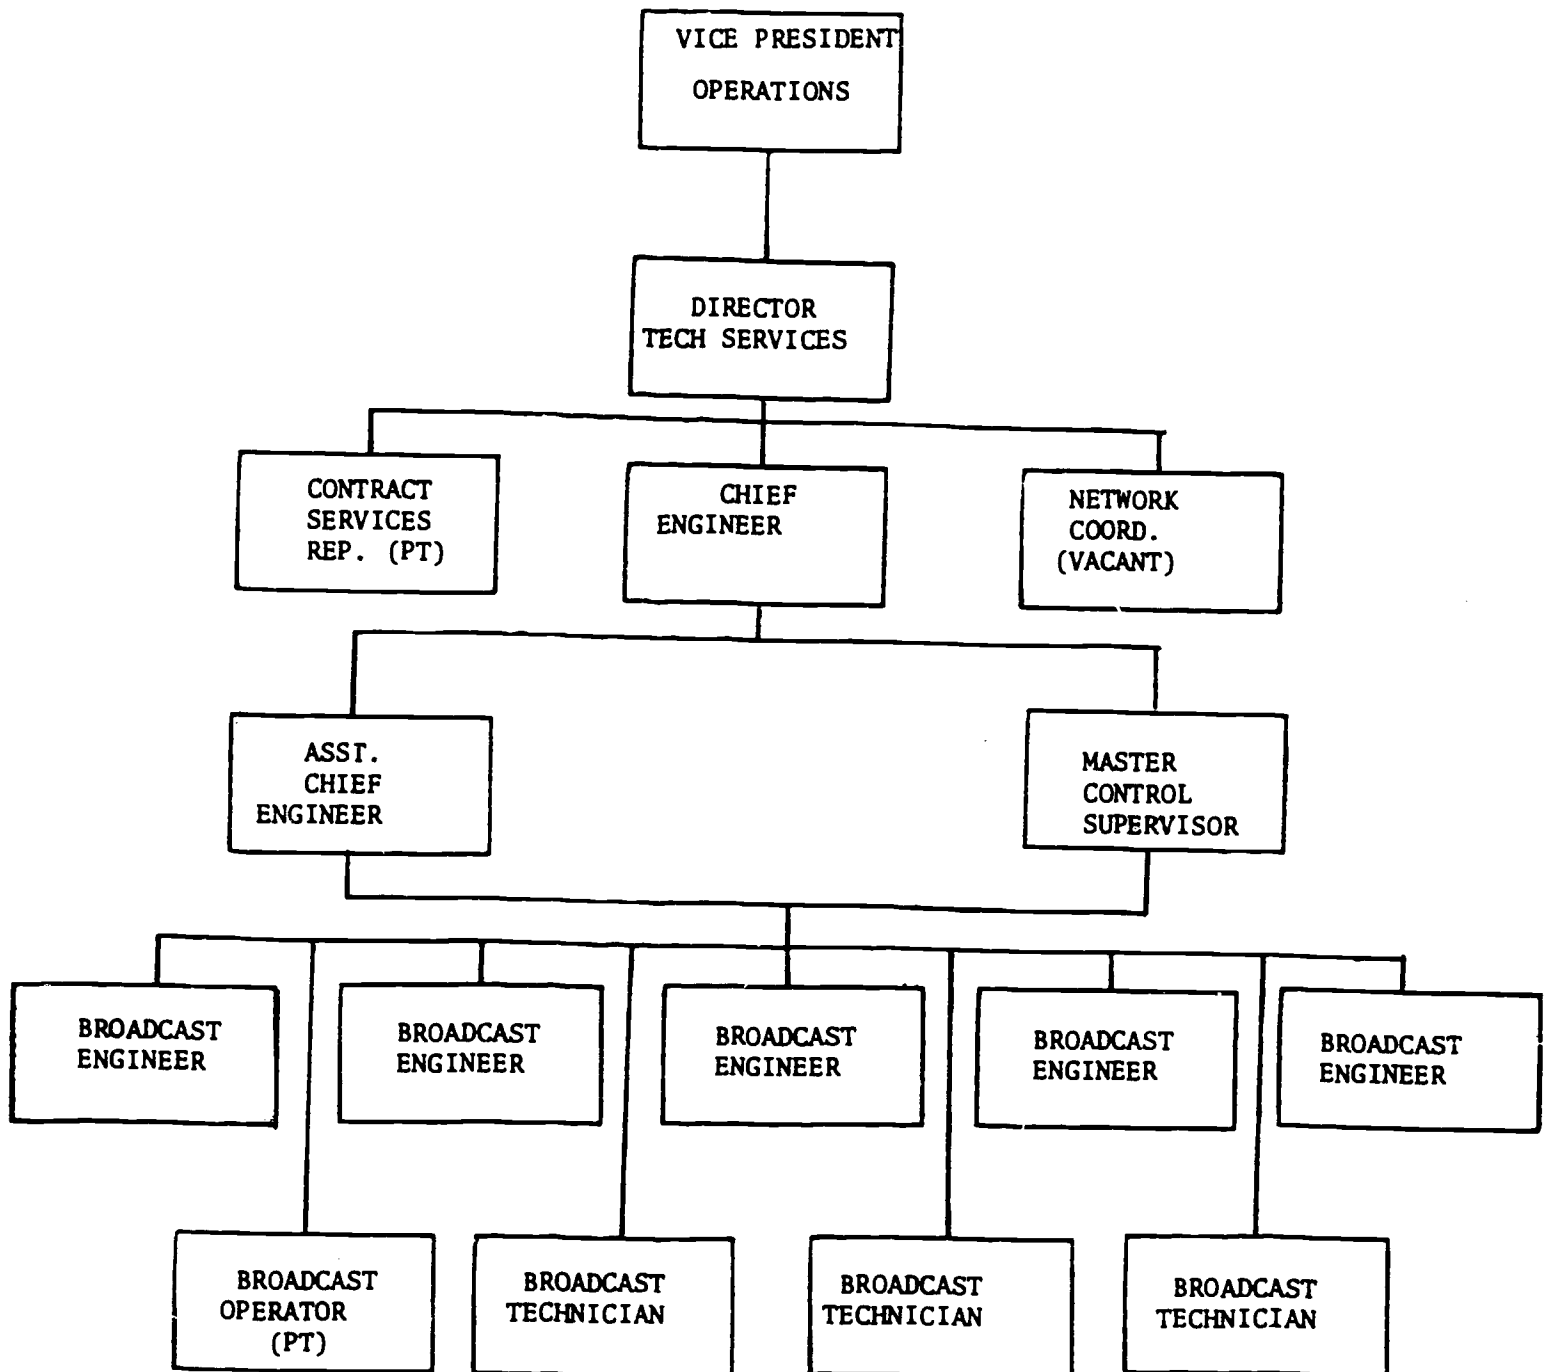 VICE PRESIDENT
OPERATIONS
DIRECTOR
TECH SERVICES
CONTRACT
SERVICES
REP. (PT)
CHIEF
ENGINEER
NETWORK
COORD.
(VACANT)
ASST.
CHIEF
ENGINEER
MASTER
CONTROL
SUPERVISOR
BROADCAST
ENGINEER
BROADCAST
ENGINEER
BROADCAST
ENGINEER
BROADCAST
ENGINEER
BROADCAST
ENGINEER
BROADCAST
OPERATOR
(PT)
BROADCAST
TECHNICIAN
BROADCAST
TECHNICIAN
BROADCAST
TECHNICIAN